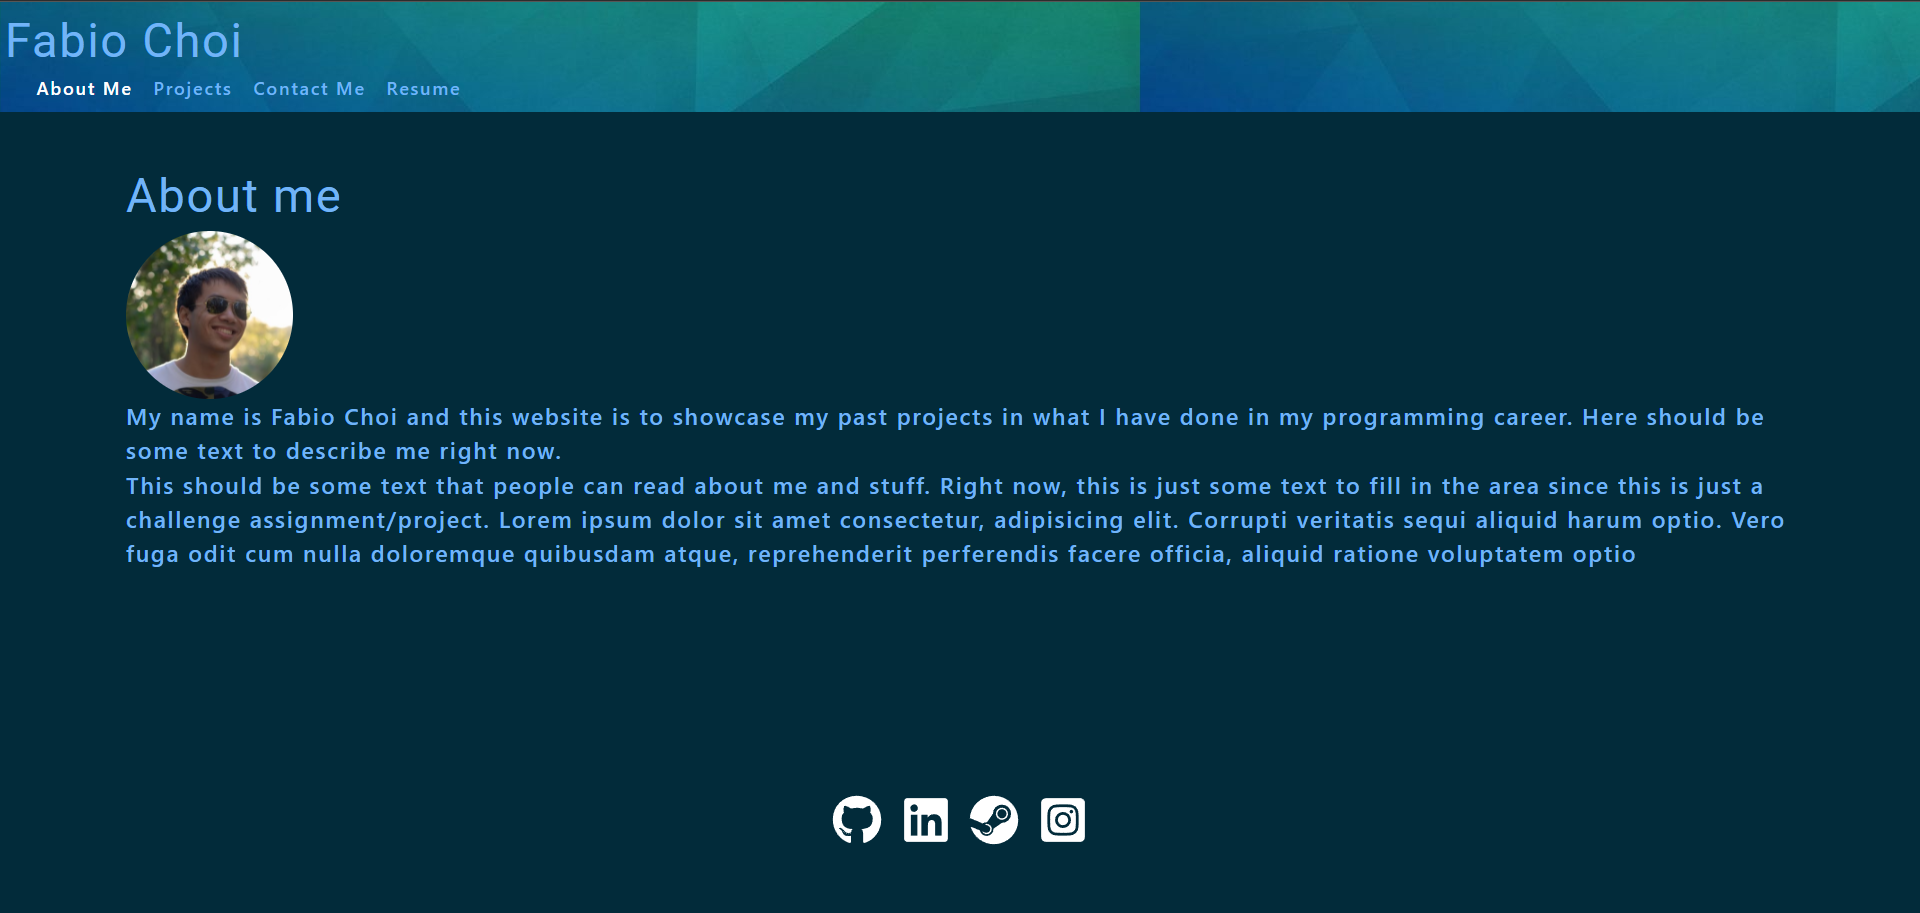 Fabio Choi
About Me Projects Contact Me Resume
About me
My name is Fabio Choi and this website is to showcase my past projects in what I have done in my programming career. Here should be
some text to describe me right now.
This should be some text that people can read about me and stuff. Right now, this is just some text to fill in the area since this is just a
challenge assignment/project. Lorem ipsum dolor sit amet consectetur, adipisicing elit. Corrupti veritatis sequi aliquid harum optio. Vero
fuga odit cum nulla doloremque quibusdam atque, reprehenderit perferendis facere officia, aliquid ratione voluptatem optio
in